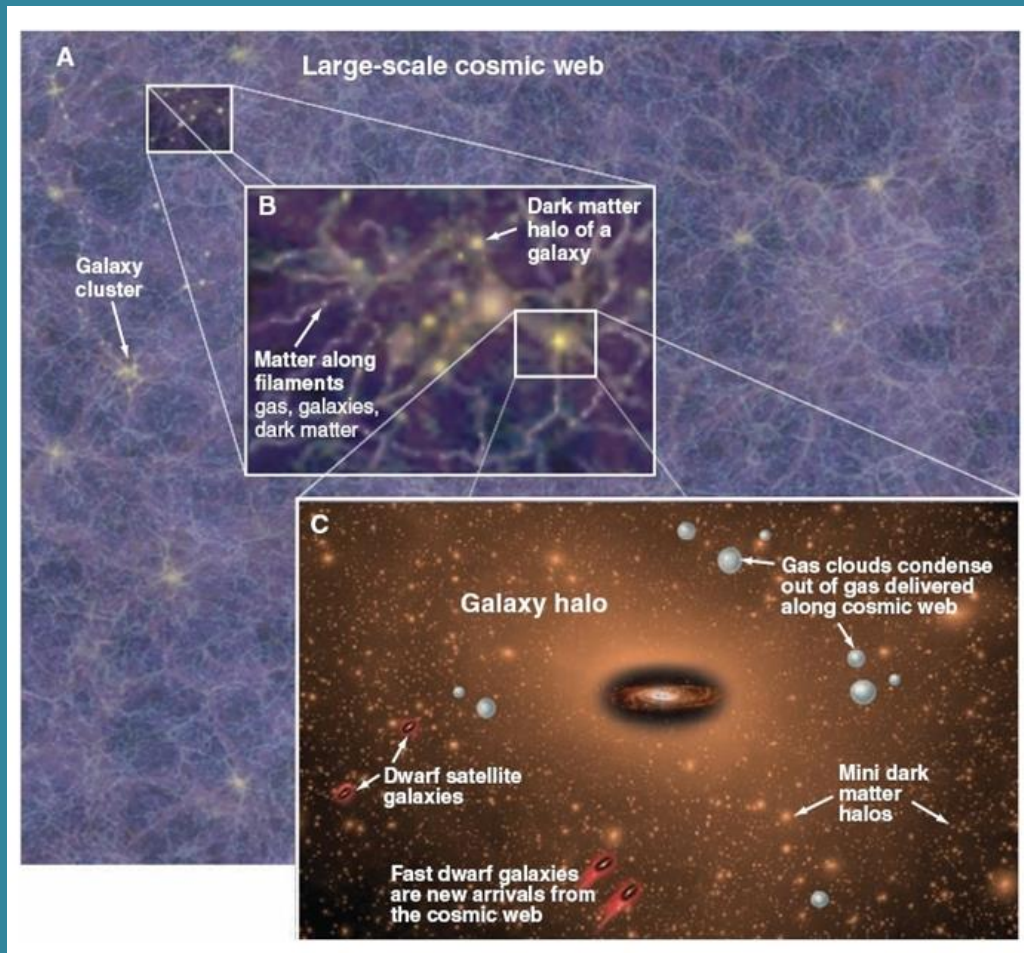 A
Large-scale cosmic web
Galaxy
cluster
B
Dark matter
halo of a
galaxy
Matter along
filaments
gas, galaxies,
dark matter
C
Galaxy halo
Gas clouds condense
out of gas delivered
along cosmic web
Dwarf satellite
galaxies
Mini dark
matter
halos
Fast dwarf galaxies
are new arrivals from
the cosmic web